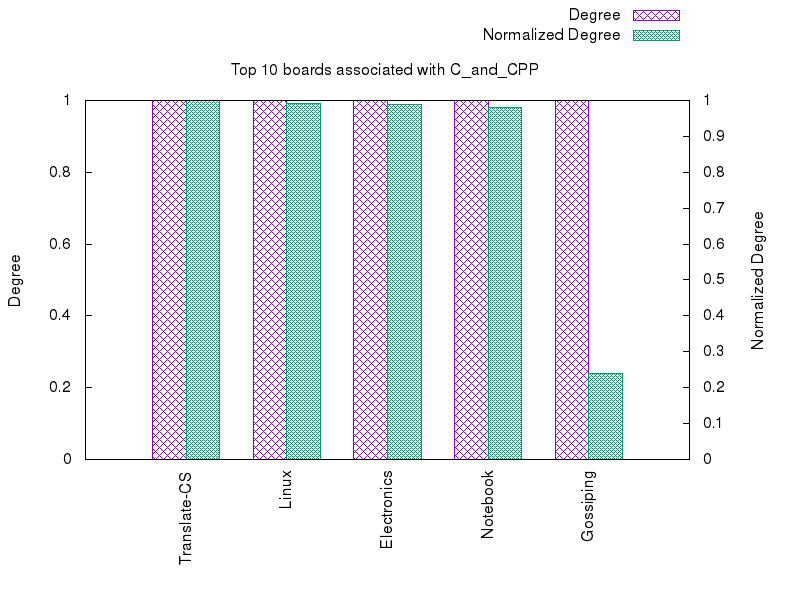 Degree
Normalized Degree
Top 10 boards associated with C_and_CPP
1
0.8
0.6
0.4
0.2
0
Degree
1
0.9
0.8
0.7
0.6
0.5
0.4
0.3
0.2
0.1
0
Normalized Degree
Translate-CS
Linux
Electronics
Notebook
Gossiping